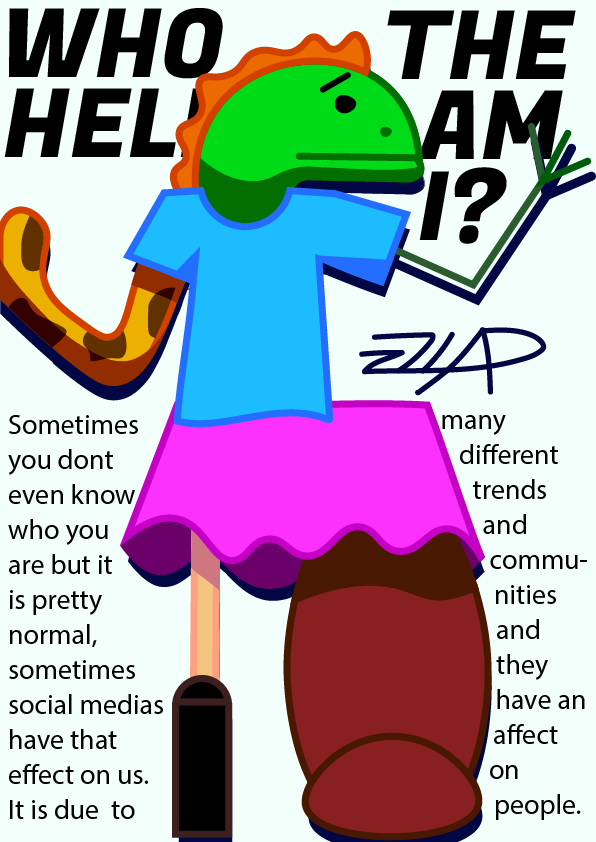 WHO THE
HELL AM
I?
Sometimes
you dont
even know
who you
are but it
is pretty
normal,
sometimes
social medias
have that
effect on us.
It is due to
many
different
trends
and
commu-
nities
and
they
have an
affect
on
people.